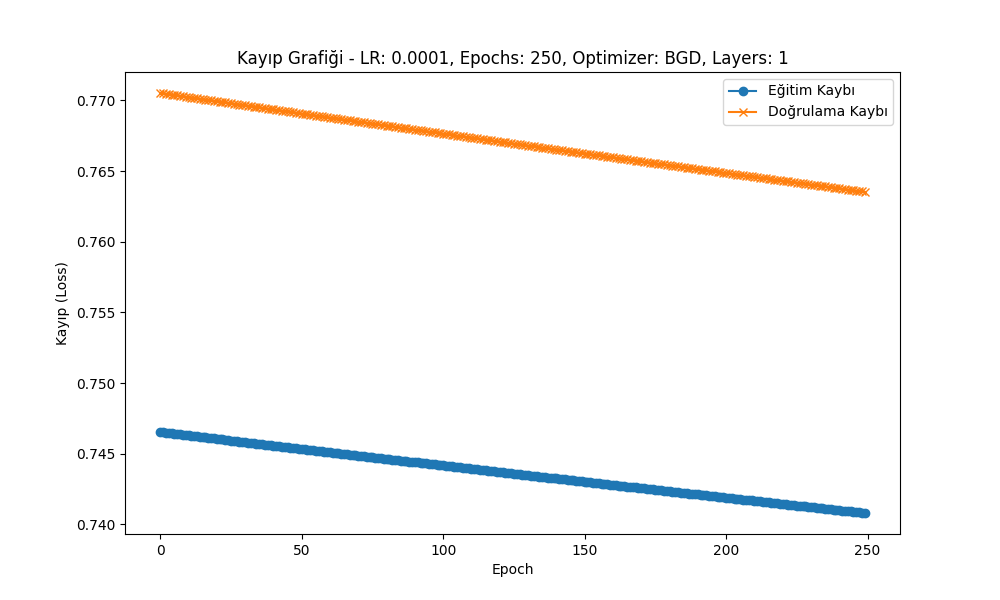 Kayıp Grafiği - LR: 0.0001, Epochs: 250, Optimizer: BGD, Layers: 1
Eğitim Kaybı
Doğrulama Kaybı
Kayıp (Loss)
0.770
0.765
0.760
0.755
0.750
0.745
0.740
0 50 100 150 200 250
Epoch